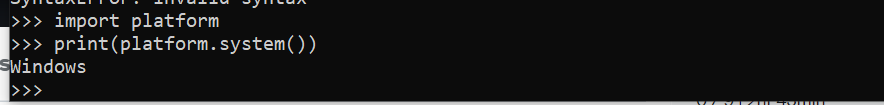 SyntaxError: invalid syntax
>>> import platform
>>> print(platform.system())
Windows
>>>